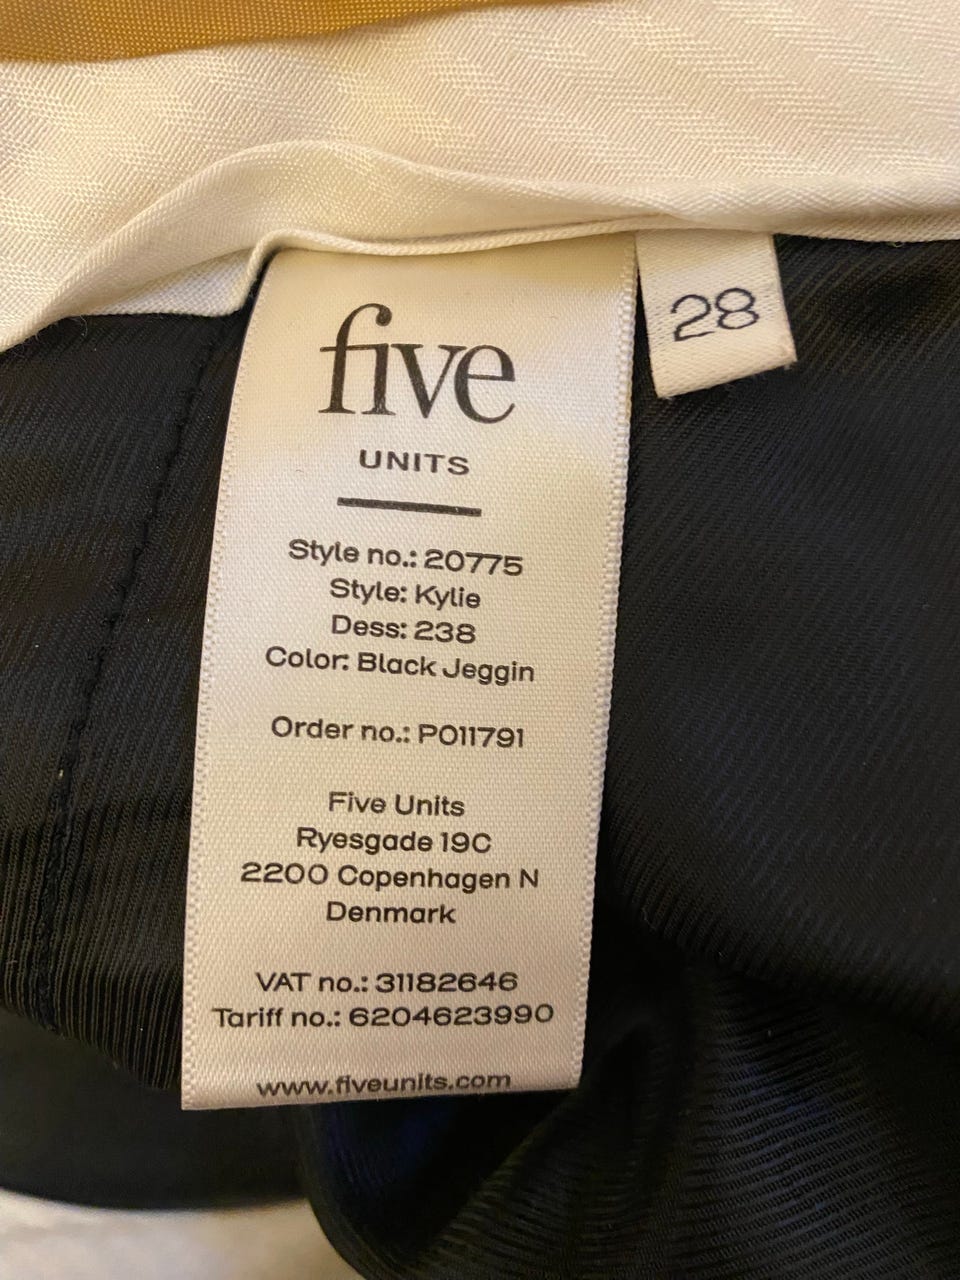 five
UNITS
28
Style no.: 20775
Style: Kylie
Dess: 238
Color: Black Jeggin
Order no.: P011791
Five Units
Ryesgade 19C
2200 Copenhagen N
Denmark
VAT no.: 31182646
Tariff no.: 6204623990
www.fiveunits.com